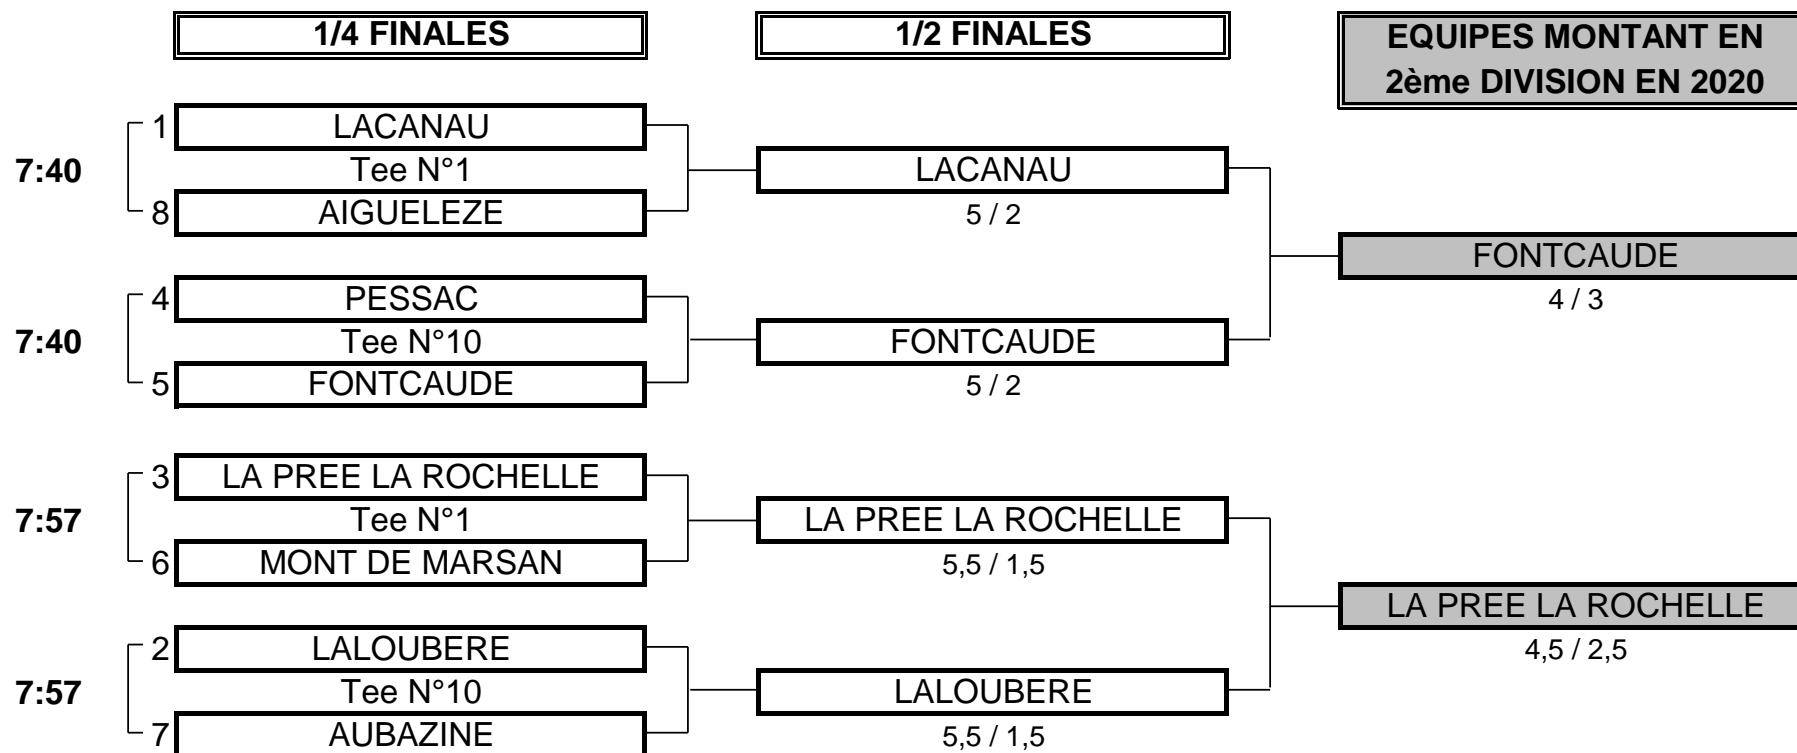 1/4 FINALES
1/2 FINALES
EQUIPES MONTANT EN
2ème DIVISION EN 2020
7:40
1 LACANAU
Tee N°1
8 AIGUELEZE
LACANAU
5 / 2
7:40
4 PESSAC
Tee N°10
5 FONTCAUDE
FONTCAUDE
5 / 2
FONTCAUDE
4 / 3
7:57
3 LA PREE LA ROCHELLE
Tee N°1
6 MONT DE MARSAN
LA PREE LA ROCHELLE
5,5 / 1,5
7:57
2 LALOUBERE
Tee N°10
7 AUBAZINE
LALOUBERE
5,5 / 1,5
LA PREE LA ROCHELLE
4,5 / 2,5